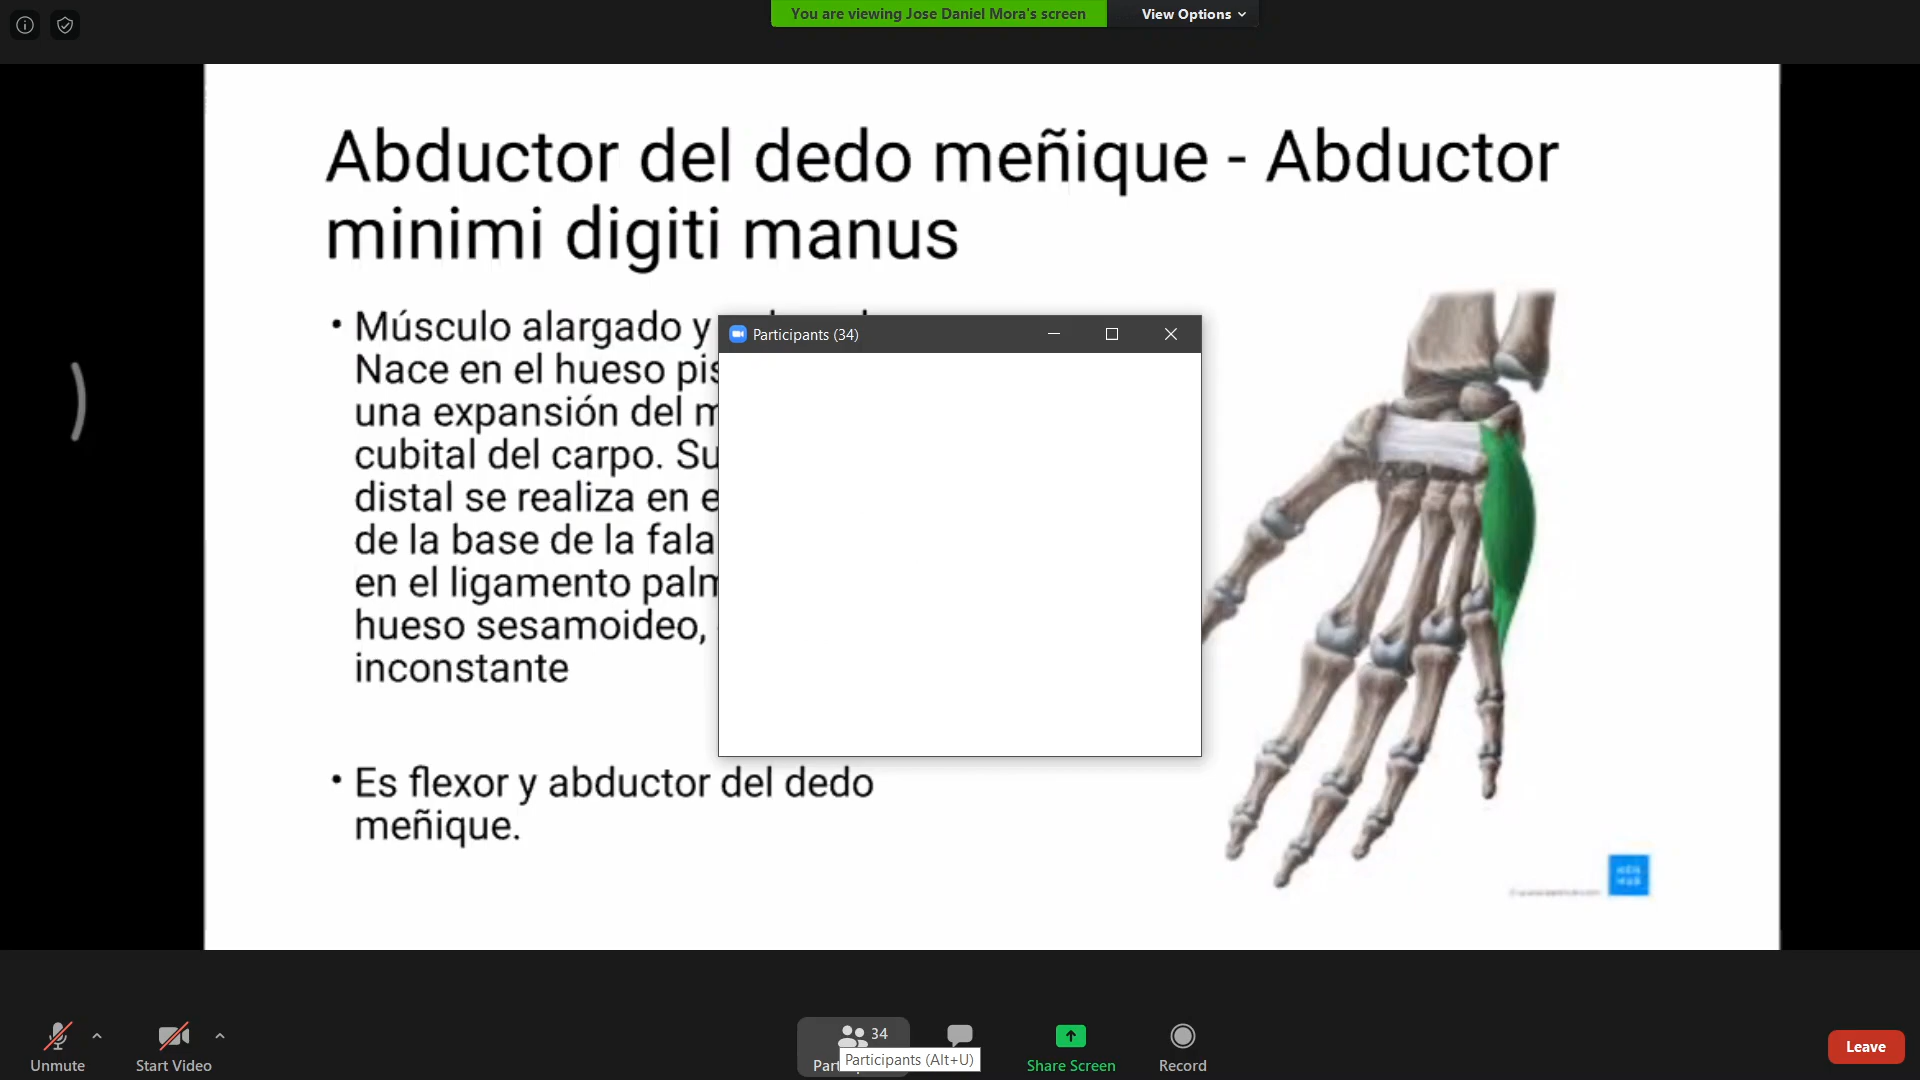 You are viewing Jose Daniel Mora's screen
View Options
Abductor del dedo meñique - Abductor
minimi digiti manus
• Músculo alargado y
Nace en el hueso
una expansión del
cubital del carpo. Su
distal se realiza en
de la base de la
en el ligamento
hueso sesamoideo,
inconstante
• Es flexor y abductor del dedo
meñique.
Participants (34)
34
Participants (Alt+U)
Unmute
Start Video
Share Screen
Record
Leave